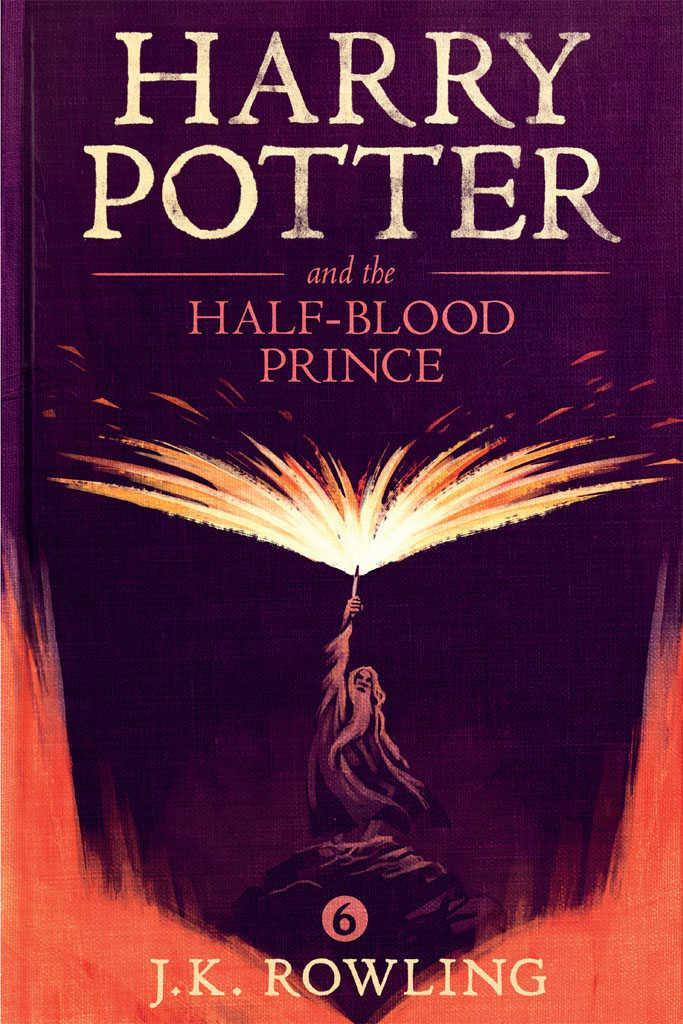 HARRY
POTTER
and the
HALF-BLOOD
PRINCE
6
J.K. ROWLING